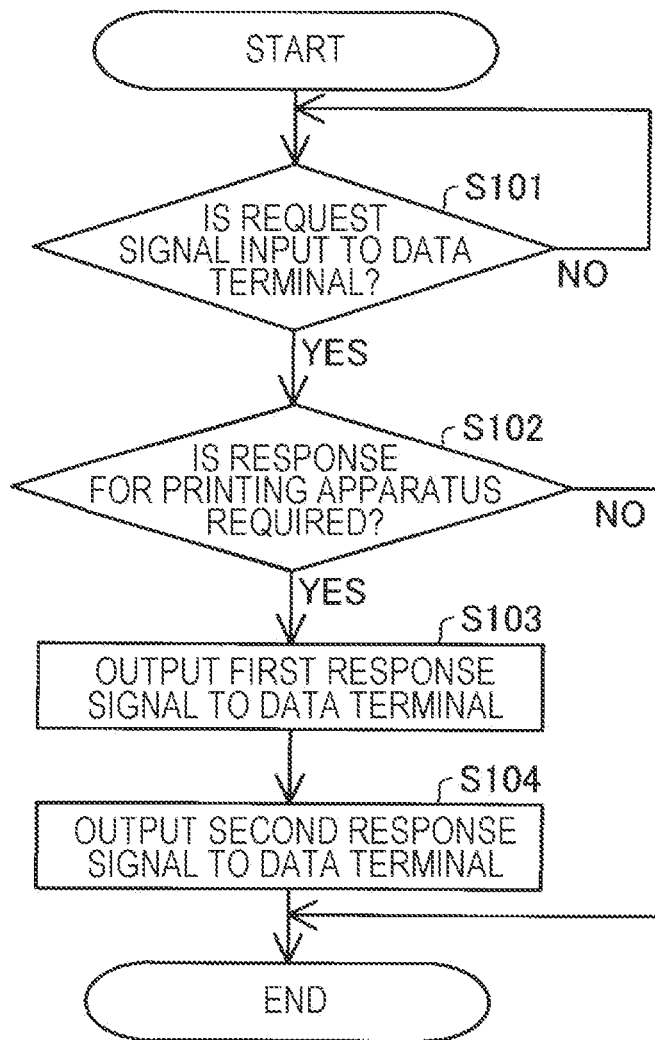 START
S101
IS REQUEST
SIGNAL INPUT TO DATA
TERMINAL?
NO
YES
S102
IS RESPONSE
FOR PRINTING APPARATUS
REQUIRED?
NO
YES
S103
OUTPUT FIRST RESPONSE
SIGNAL TO DATA TERMINAL
S104
OUTPUT SECOND RESPONSE
SIGNAL TO DATA TERMINAL
END